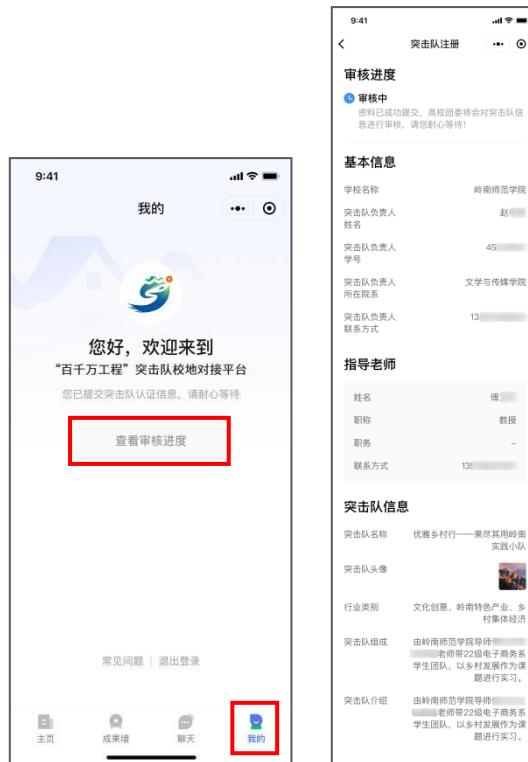 9:41
我的
您好，欢迎来到
“百千万工程”突击队校地对接平台
您已提交突击队认证信息，请耐心等待
查看审核进度
常见问题 | 退出登录
主页
成果墙
聊天
我的
9:41
突击队注册
审核进度
审核中
资料已成功提交，高校团委将会对突击队信
息进行审核，请您耐心等待！
基本信息
学校名称 岭南师范学院
突击队负责人 赵
姓名
突击队负责人 45
学号
突击队负责人 文学与传媒学院
所在院系
突击队负责人 13
联系方式
指导老师
姓名 傅
职称 教授
职务 –
联系方式 139
突击队信息
突击队名称 优雅乡村行——果尽其用岭南
实践小队
突击队头像
行业类别 文化创意、岭南特色产业、乡
村集体经济
突击队组成 由岭南师范学院导师
老师带22级电子商务系
学生团队，以乡村发展作为课
题进行实习。
突击队介绍 由岭南师范学院导师
老师带22级电子商务系
学生团队，以乡村发展作为课
题进行实习。